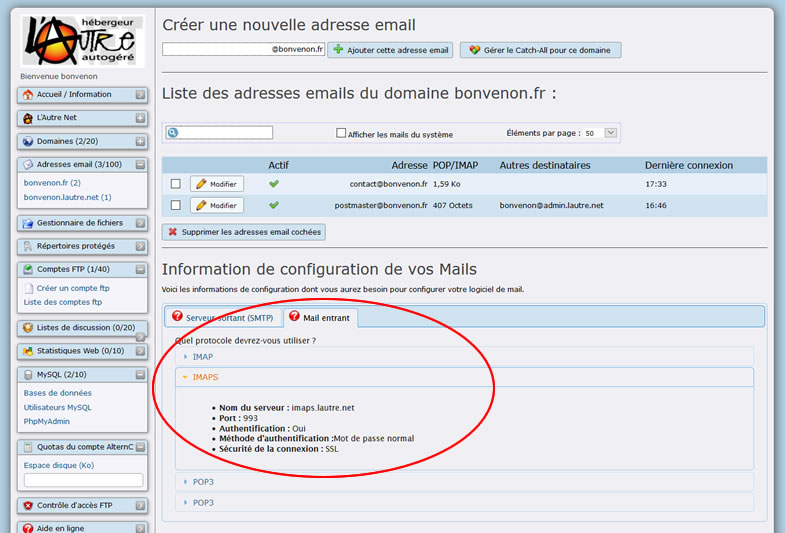 hébergeur
L'Autre
autogéré
Bienvenue bonvenon
Accueil / Information
L'Autre Net
Domaines (2/20)
Adresses email (3/100)
bonvenon.fr (2)
bonvenon.lautre.net (1)
Gestionnaire de fichiers
Répertoires protégés
Comptes FTP (1/40)
Créer un compte ftp
Liste des comptes ftp
Listes de discussion (0/20)
Statistiques Web (0/10)
MySQL (2/10)
Bases de données
Utilisateurs MySQL
PhpMyAdmin
Quotas du compte AlternC
Espace disque (Ko)
Contrôle d'accès FTP
Aide en ligne
Créer une nouvelle adresse email
@bonvenon.fr Ajouter cette adresse email Gérer le Catch-All pour ce domaine
Liste des adresses emails du domaine bonvenon.fr :
Afficher les mails du système Éléments par page : 50
Actif Adresse POP/IMAP Autres destinataires Dernière connexion
Modifier contact@bonvenon.fr 1,59 Ko 17:33
Modifier postmaster@bonvenon.fr 407 Octets bonvenon@admin.lautre.net 16:46
Supprimer les adresses email cochées
Information de configuration de vos Mails
Voici les informations de configuration dont vous aurez besoin pour configurer votre logiciel de mail.
Serveur sortant (SMTP) Mail entrant
Quel protocole devrez-vous utiliser ?
IMAP
IMAPS
• Nom du serveur : imaps.lautre.net
• Port : 993
• Authentification : Oui
• Méthode d'authentification :Mot de passe normal
• Sécurité de la connexion : SSL
POP3
POP3